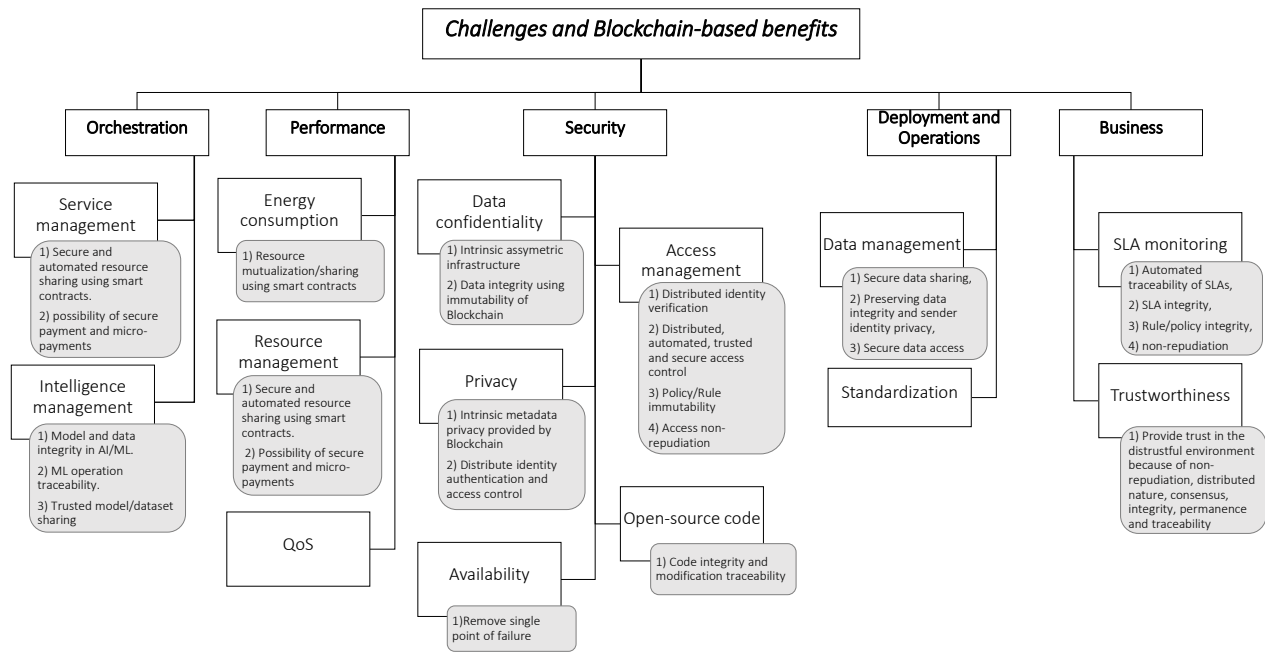 Challenges and Blockchain-based benefits
Orchestration
Service
management
1) Secure and
automated resource
sharing using smart
contracts.
2) possibility of secure
payment and micro-
payments
Intelligence
management
1) Model and data
integrity in AI/ML.
2) ML operation
traceability.
3) Trusted model/dataset
sharing
Performance
Energy
consumption
1) Resource
mutualization/sharing
using smart contracts
Resource
management
1) Secure and
automated resource
sharing using smart
contracts.
2) Possibility of secure
payment and micro-
payments
QoS
Security
Data
confidentiality
1) Intrinsic assymetric
infrastructure
2) Data integrity using
immutability of
Blockchain
Privacy
1) Intrinsic metadata
privacy provided by
Blockchain
2) Distribute identity
authentication and
access control
Availability
1)Remove single
point of failure
Access
management
1) Distributed identity
verification
2) Distributed,
automated, trusted
and secure access
control
3) Policy/Rule
immutability
4) Access non-
repudiation
Open-source code
1) Code integrity and
modification traceability
Deployment and
Operations
Data management
1) Secure data sharing,
2) Preserving data
integrity and sender
identity privacy,
3) Secure data access
Standardization
Business
SLA monitoring
1) Automated
traceability of SLAs,
2) SLA integrity,
3) Rule/policy integrity,
4) non-repudiation
Trustworthiness
1) Provide trust in the
distrustful environment
because of non-
repudiation, distributed
nature, consensus,
integrity, permanence
and traceability